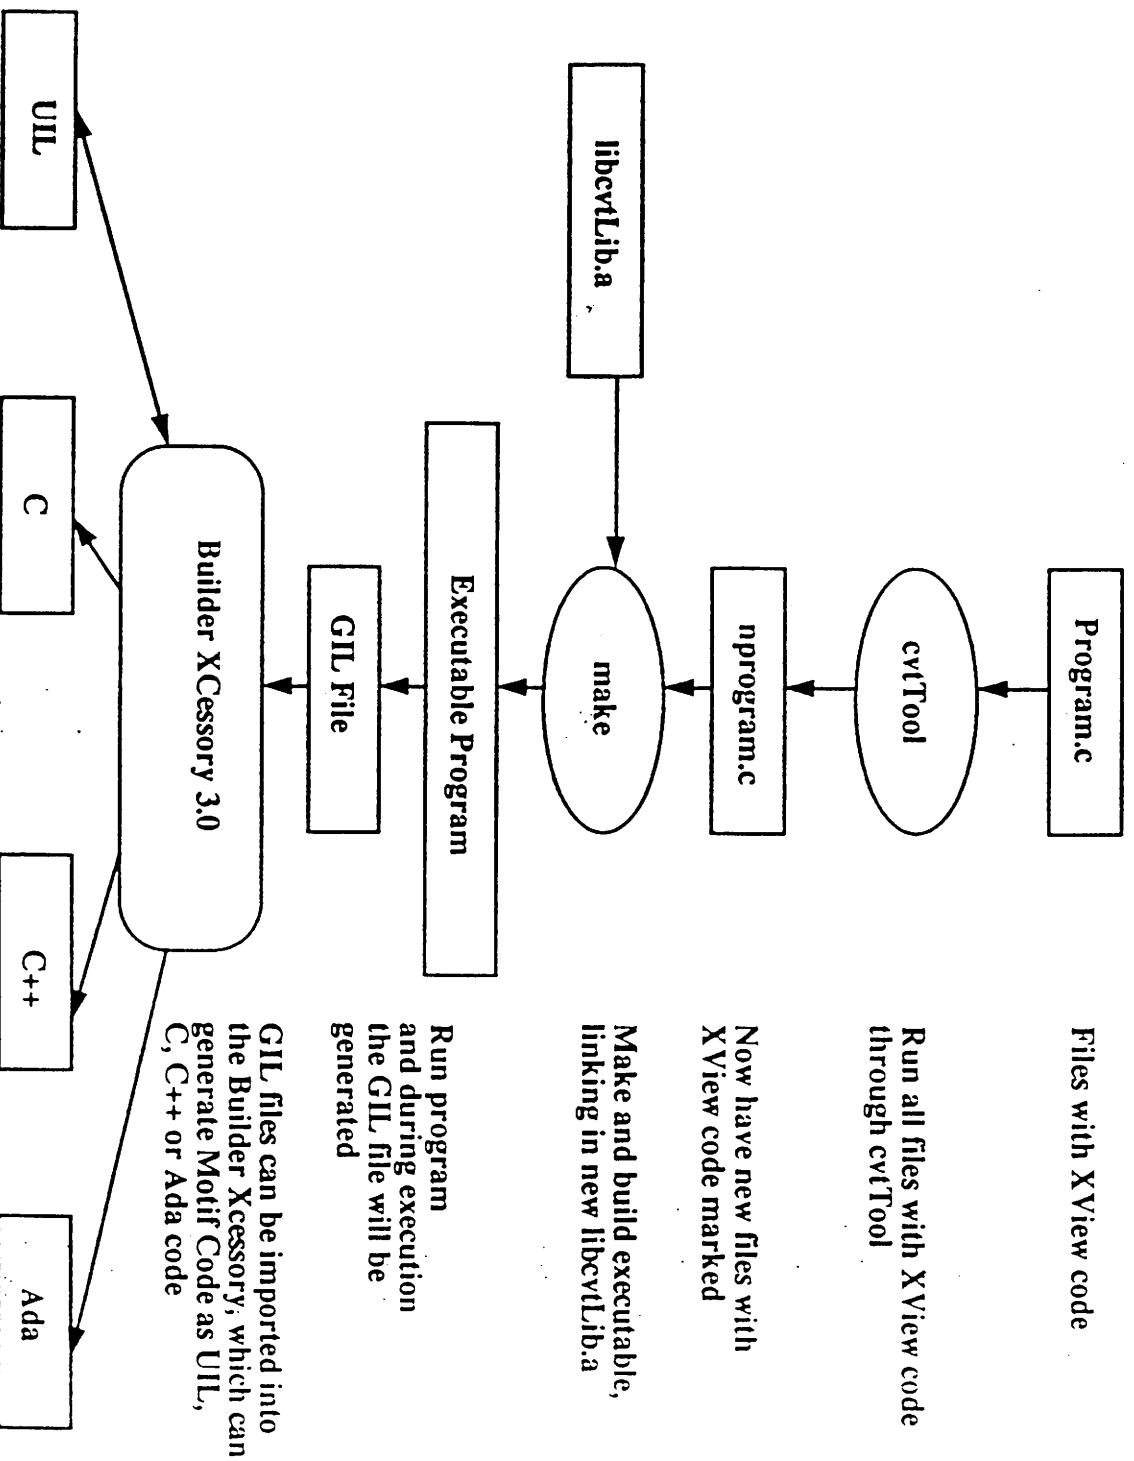 Program.c
Files with XView code
cvtTool
Run all files with XView code
through cvtTool
nprogram.c
Now have new files with
XView code marked
libcvtLib.a
make
Make and build executable,
linking in new libcvtLib.a
Executable Program
Run program
and during execution
the GIL file will be
generated
GIL File
Builder XCessory 3.0
GIL files can be imported into
the Builder Xcessory, which can
generate Motif Code as UIL,
C, C++ or Ada code
UIL
C
C++
Ada